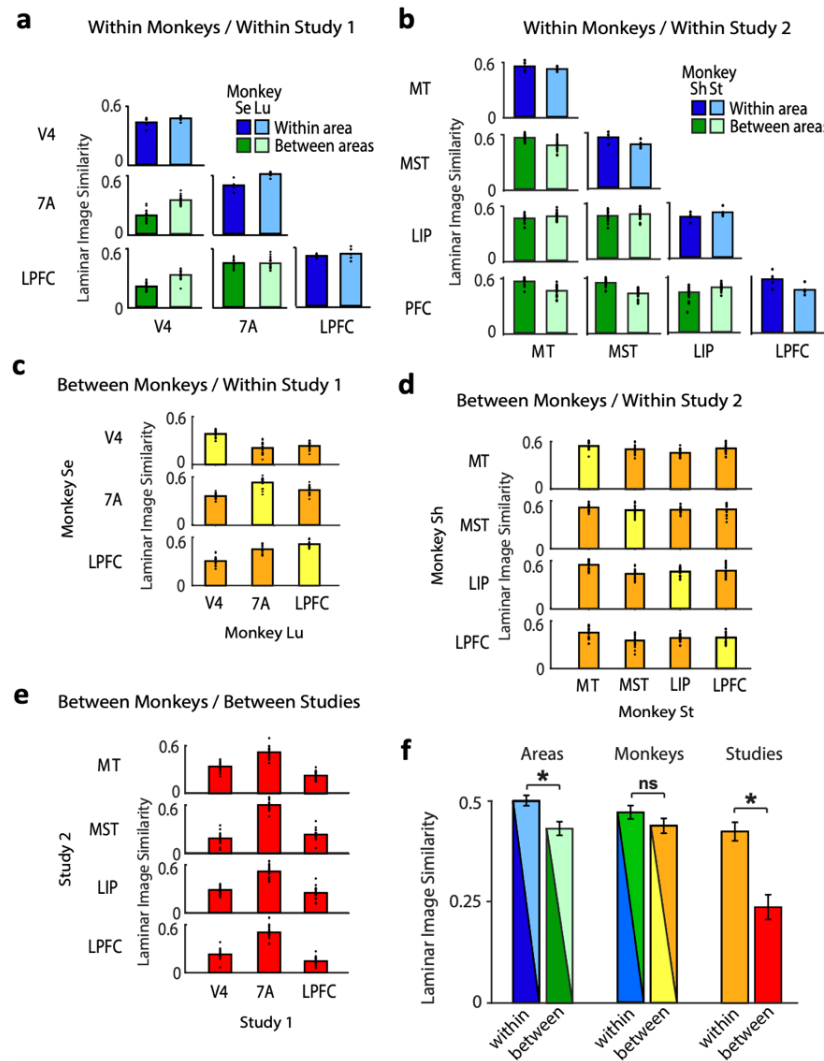 a
Within Monkeys / Within Study 1
Monkey
Se Lu
Within area
Between areas
Laminar Image Similarity
V4
7A
LPFC
0.6
0
0.6
0
0.6
0
V4 7A LPFC
b
Within Monkeys / Within Study 2
Monkey
Sh St
Within area
Between areas
Laminar Image Similarity
MT
MST
LIP
PFC
0.6
0
0.6
0
0.6
0
0.6
0
MT MST LIP LPFC
c
Between Monkeys / Within Study 1
Monkey Se
Laminar Image Similarity
V4
7A
LPFC
0.6
0
0.6
0
0.6
0
V4 7A LPFC
Monkey Lu
d
Between Monkeys / Within Study 2
Monkey Sh
Laminar Image Similarity
MT
MST
LIP
LPFC
0.6
0
0.6
0
0.6
0
0.6
0
MT MST LIP LPFC
Monkey St
e
Between Monkeys / Between Studies
Study 2
Laminar Image Similarity
MT
MST
LIP
LPFC
0.6
0
0.6
0
0.6
0
0.6
0
V4 7A LPFC
Study 1
f
Areas Monkeys Studies
* ns *
Laminar Image Similarity
0.5
0.25
0
within between within between within between